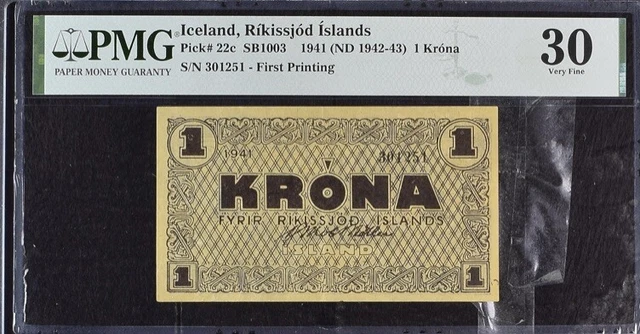 PMG
PAPER MONEY GUARANTY
Iceland, Ríkissjód Íslands
Pick# 22c SB1003 1941 (ND 1942-43) 1 Króna
S/N 301251 - First Printing
30
Very Fine
1 1
1941 301251
KRÓNA
FYRIR RÍKISSJÓÐ ÍSLANDS
ÍSLAND
1 1